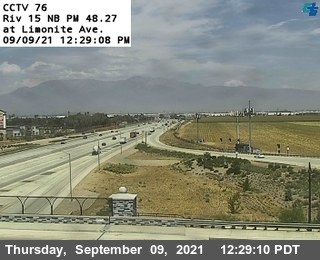 CCTV 76
Riv 15 NB PM 48.27
at Limonite Ave.
09/09/21 12:29:08 PM
Thursday, September 09, 2021 12:29:10 PDT